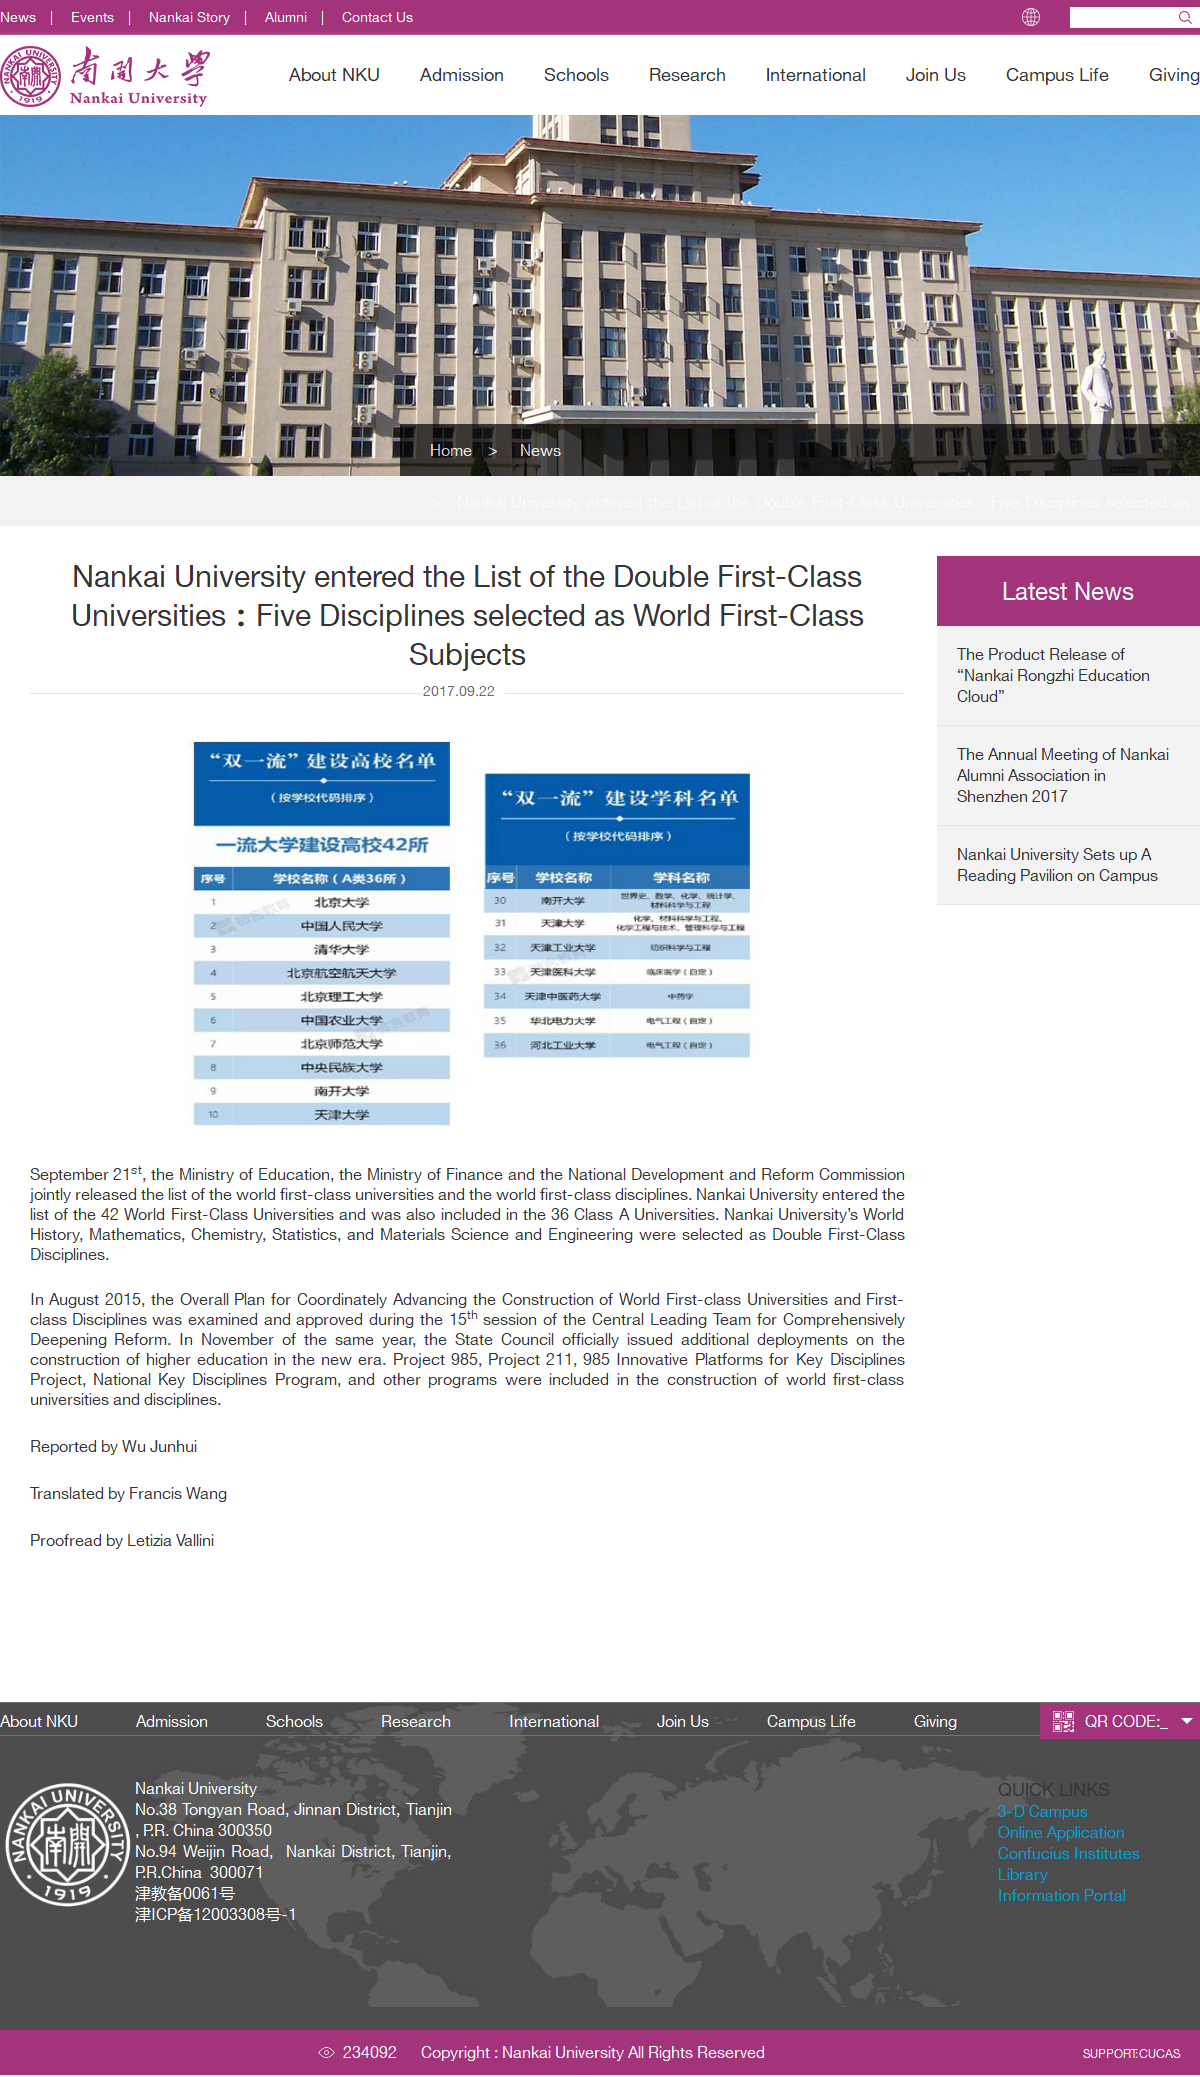 News | Events | Nankai Story | Alumni | Contact Us
NANKAI UNIVERSITY
1919
南開大學
Nankai University
About NKU Admission Schools Research International Join Us Campus Life Giving
Home > News
> Nankai University entered the List of the Double First-Class Universities : Five Disciplines selected as
Nankai University entered the List of the Double First-Class
Universities：Five Disciplines selected as World First-Class
Subjects
2017.09.22
“双一流”建设高校名单
（按学校代码排序）
一流大学建设高校42所
序号 学校名称（A类36所）
1 北京大学
2 中国人民大学
3 清华大学
4 北京航空航天大学
5 北京理工大学
6 中国农业大学
7 北京师范大学
8 中央民族大学
9 南开大学
10 天津大学
“双一流”建设学科名单
（按学校代码排序）
序号 学校名称 学科名称
30 南开大学 世界史、数学、化学、统计学、
材料科学与工程
31 天津大学 化学、材料科学与工程、
化学工程与技术、管理科学与工程
32 天津工业大学 纺织科学与工程
33 天津医科大学 临床医学（自定）
34 天津中医药大学 中药学
35 华北电力大学 电气工程（自定）
36 河北工业大学 电气工程（自定）
September 21st, the Ministry of Education, the Ministry of Finance and the National Development and Reform Commission
jointly released the list of the world first-class universities and the world first-class disciplines. Nankai University entered the
list of the 42 World First-Class Universities and was also included in the 36 Class A Universities. Nankai University’s World
History, Mathematics, Chemistry, Statistics, and Materials Science and Engineering were selected as Double First-Class
Disciplines.
In August 2015, the Overall Plan for Coordinately Advancing the Construction of World First-class Universities and First-
class Disciplines was examined and approved during the 15th session of the Central Leading Team for Comprehensively
Deepening Reform. In November of the same year, the State Council officially issued additional deployments on the
construction of higher education in the new era. Project 985, Project 211, 985 Innovative Platforms for Key Disciplines
Project, National Key Disciplines Program, and other programs were included in the construction of world first-class
universities and disciplines.
Reported by Wu Junhui
Translated by Francis Wang
Proofread by Letizia Vallini
Latest News
The Product Release of
“Nankai Rongzhi Education
Cloud”
The Annual Meeting of Nankai
Alumni Association in
Shenzhen 2017
Nankai University Sets up A
Reading Pavilion on Campus
About NKU Admission Schools Research International Join Us Campus Life Giving
QR CODE:_
NANKAI UNIVERSITY
南開
1919
Nankai University
No.38 Tongyan Road, Jinnan District, Tianjin
, P.R. China 300350
No.94 Weijin Road, Nankai District, Tianjin,
P.R.China 300071
津教备0061号
津ICP备12003308号-1
QUICK LINKS
3-D Campus
Online Application
Confucius Institutes
Library
Information Portal
234092 Copyright : Nankai University All Rights Reserved
SUPPORT:CUCAS